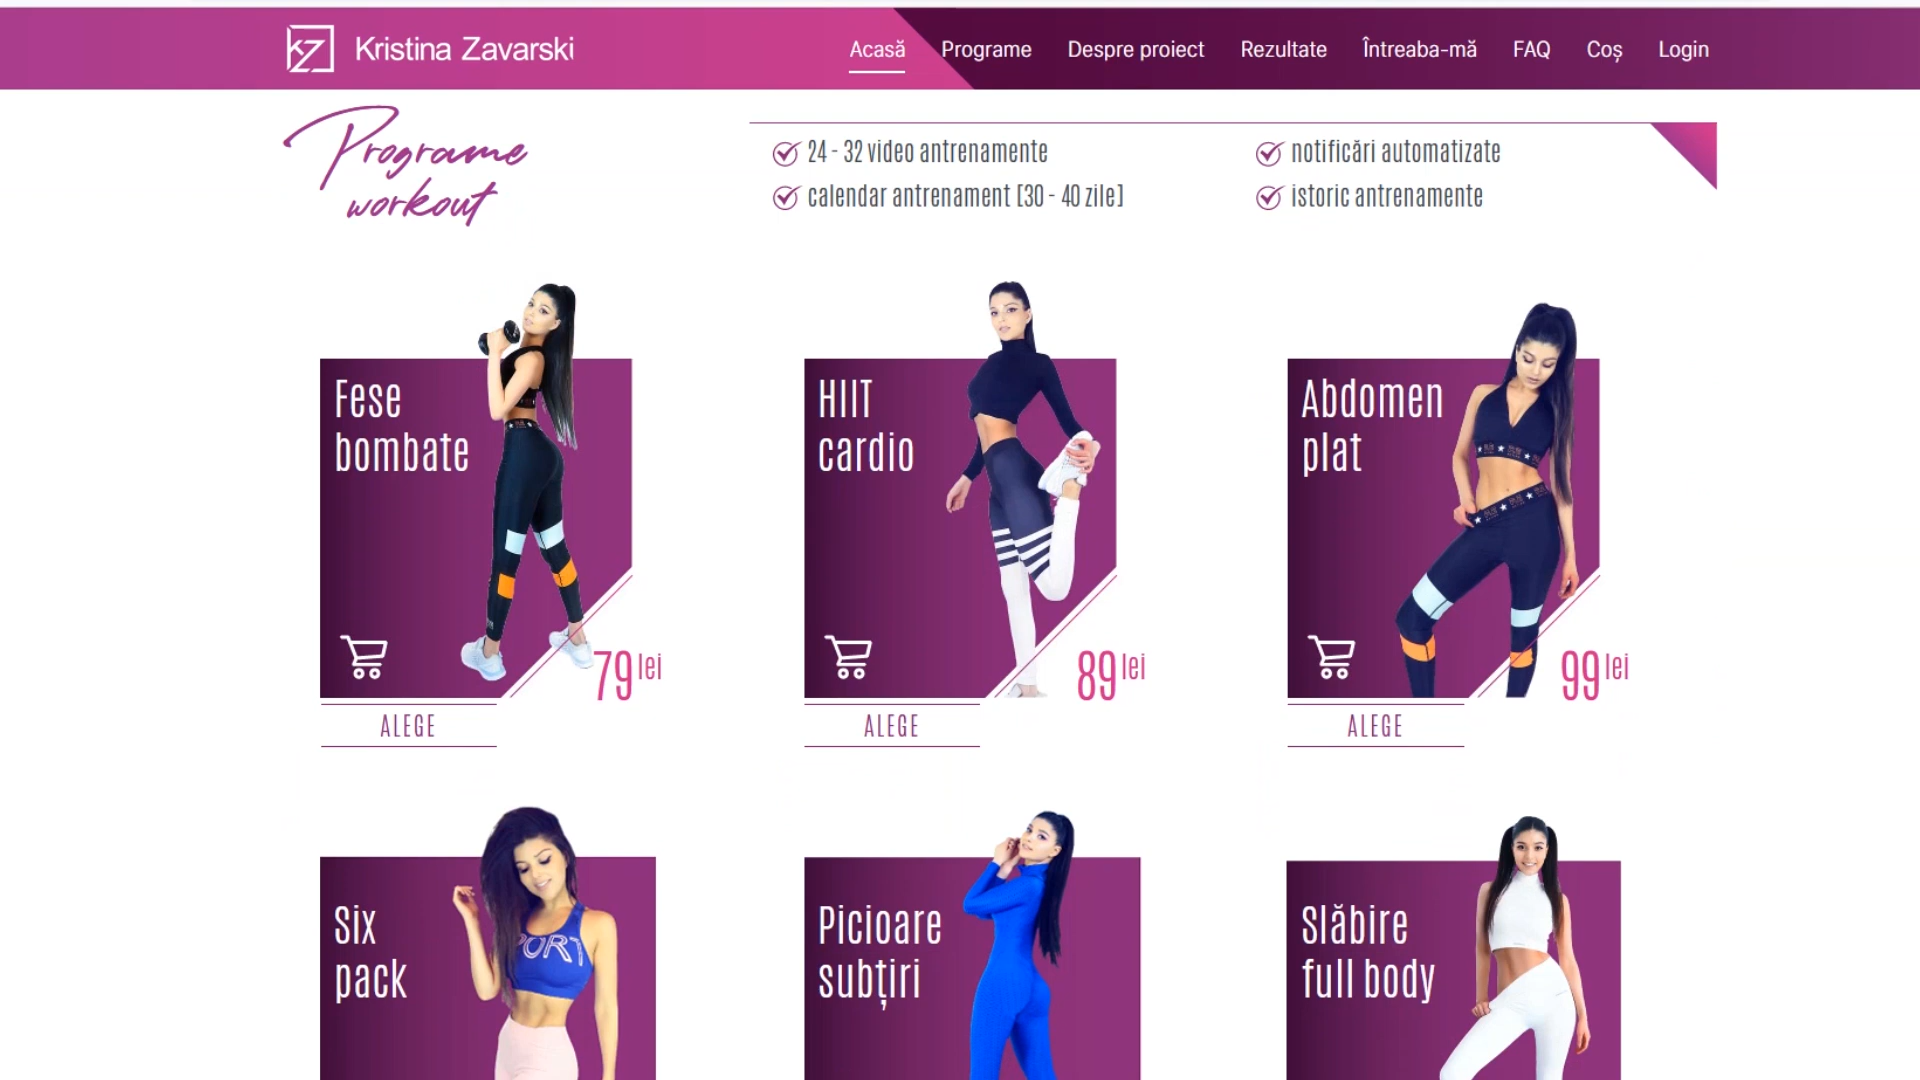 KZ Kristina Zavarski
Acasă Programe Despre proiect Rezultate Întreaba-mă FAQ Coș Login
Programe
workout
24 - 32 video antrenamente
calendar antrenament [30 - 40 zile]
notificări automatizate
istoric antrenamente
Fese
bombate
79 lei
ALEGE
HIIT
cardio
89 lei
ALEGE
Abdomen
plat
99 lei
ALEGE
Six
pack
Picioare
subțiri
Slăbire
full body